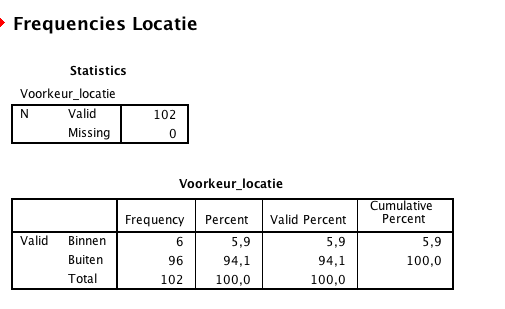 Frequencies Locatie
Statistics
Voorkeur_locatie
N Valid 102
Missing 0
Voorkeur_locatie
Frequency Percent Valid Percent Cumulative Percent
Valid Binnen 6 5,9 5,9 5,9
Buiten 96 94,1 94,1 100,0
Total 102 100,0 100,0